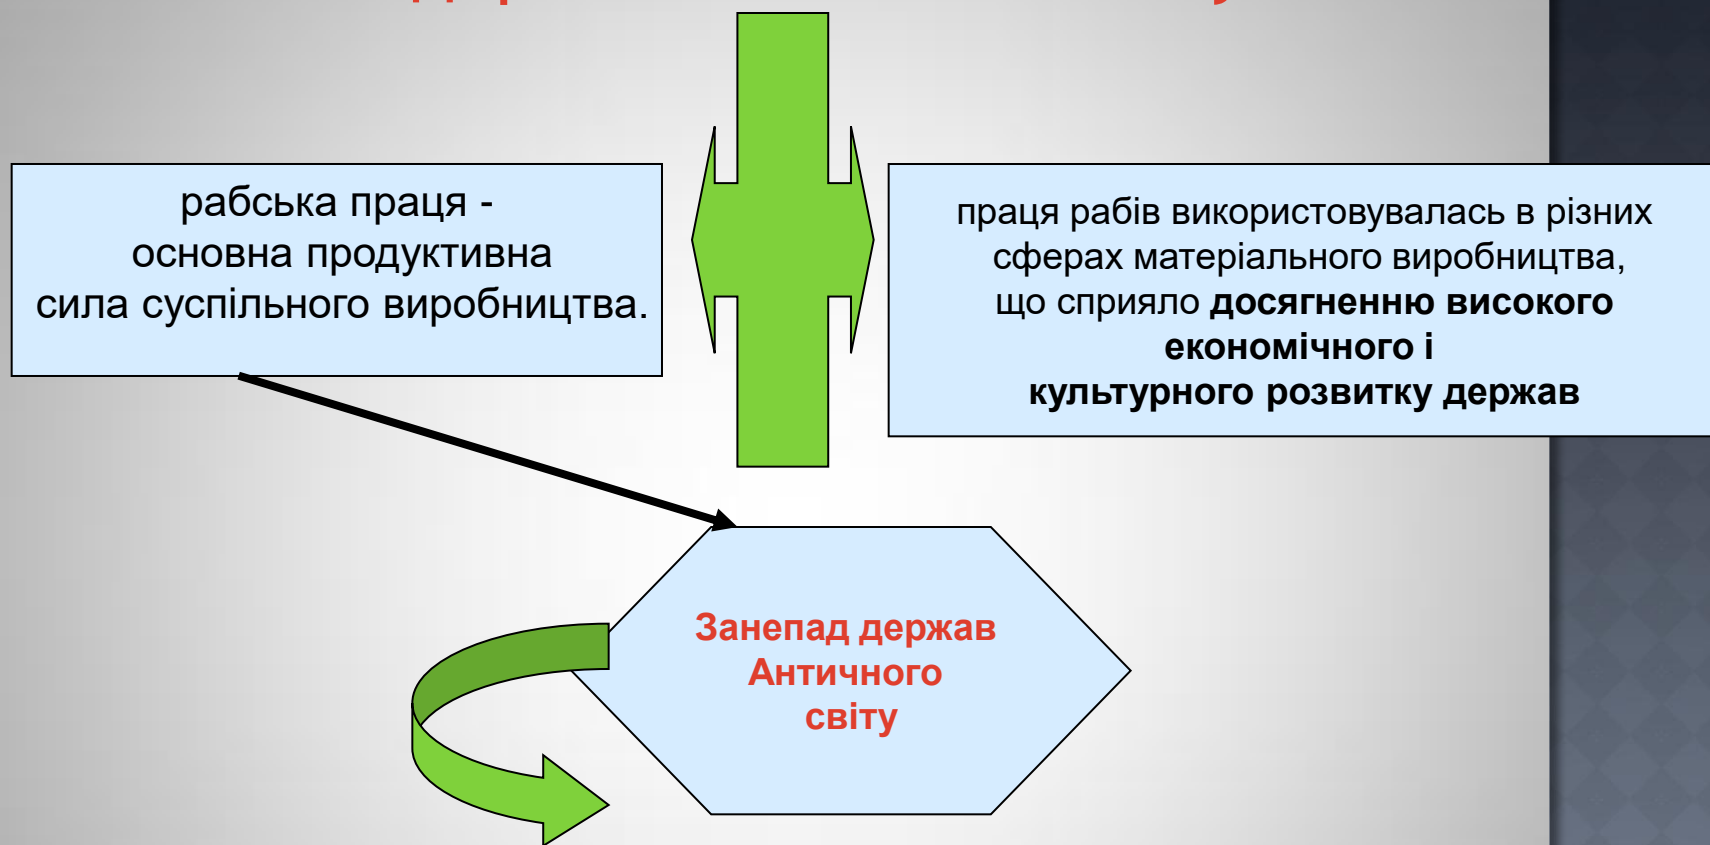 рабська праця -
основна продуктивна
сила суспільного виробництва.
праця рабів використовувалась в різних
сферах матеріального виробництва,
що сприяло досягненню високого
економічного і
культурного розвитку держав
Занепад держав
Античного
світу